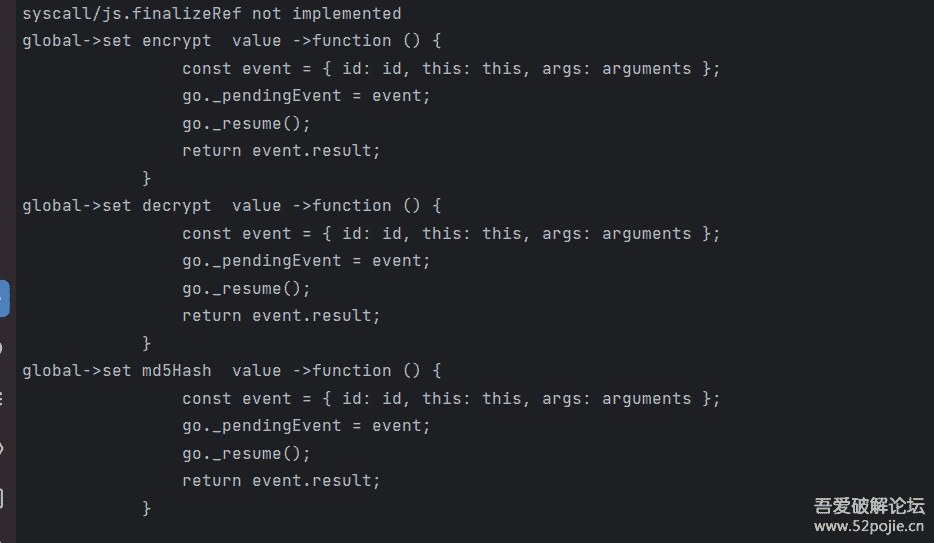 syscall/js.finalizeRef not implemented
global->set encrypt  value ->function () {
                const event = { id: id, this: this, args: arguments };
                go._pendingEvent = event;
                go._resume();
                return event.result;
            }
global->set decrypt  value ->function () {
                const event = { id: id, this: this, args: arguments };
                go._pendingEvent = event;
                go._resume();
                return event.result;
            }
global->set md5Hash  value ->function () {
                const event = { id: id, this: this, args: arguments };
                go._pendingEvent = event;
                go._resume();
                return event.result;
            }
吾爱破解论坛
www.52pojie.cn